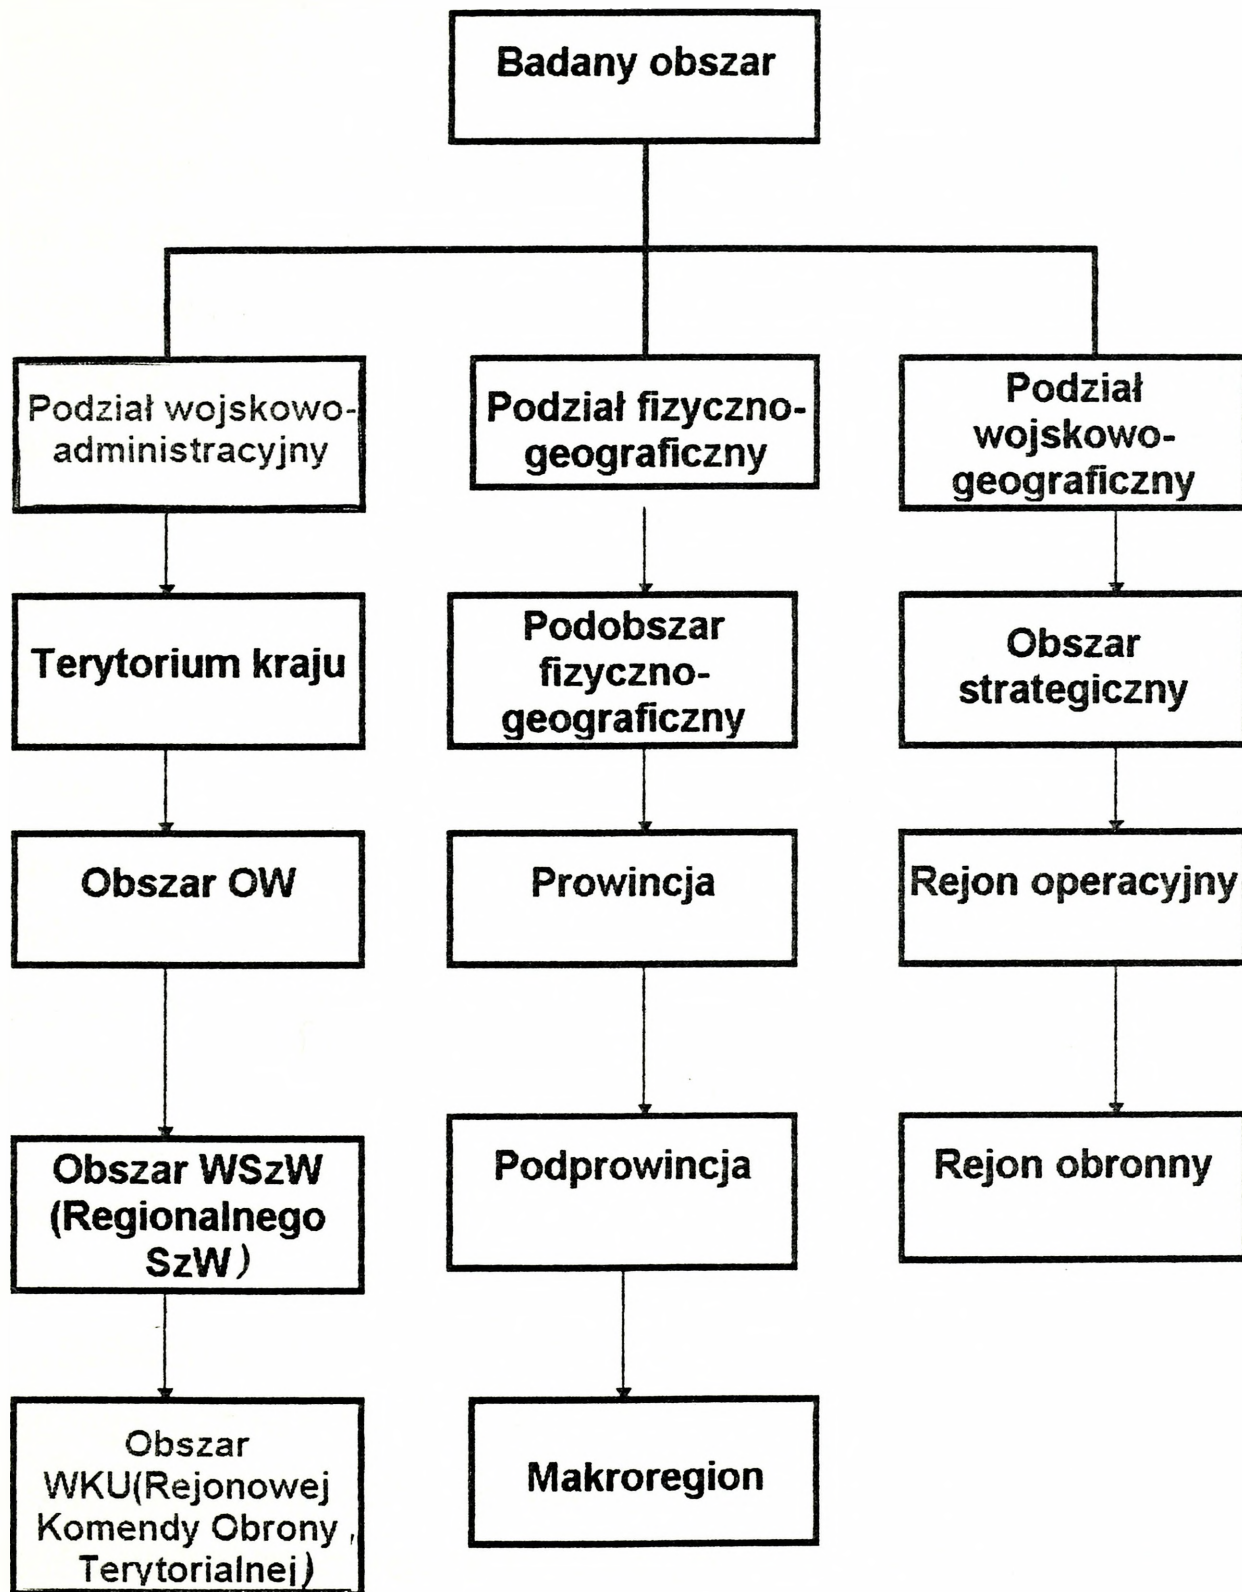 Badany obszar
Podział wojskowo-
administracyjny
Podział fizyczno-
geograficzny
Podział
wojskowo-
geograficzny
Terytorium kraju
Podobszar
fizyczno-
geograficzny
Obszar
strategiczny
Obszar OW
Prowincja
Rejon operacyjny
Obszar WSzW
(Regionalnego
SzW)
Podprowincja
Rejon obronny
Obszar
WKU(Rejonowej
Komendy Obrony
Terytorialnej)
Makroregion